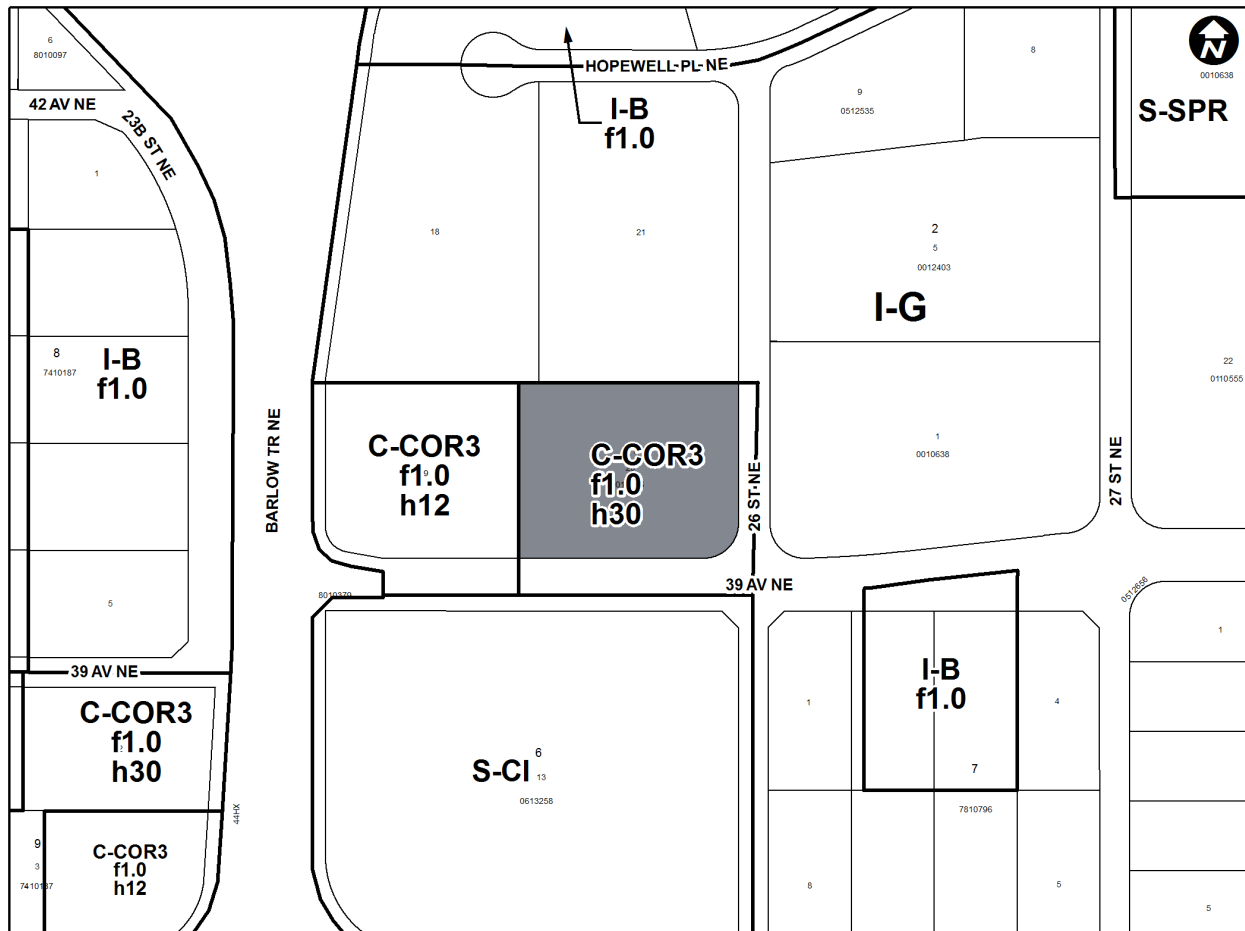 6
8010097
42 AV NE
23B ST NE
1
HOPEWELL PL NE
I-B
f1.0
9
0512535
8
N
0010638
S-SPR
18
21
2
5
0012403
I-G
8
7410187
I-B
f1.0
22
0110555
BARLOW TR NE
C-COR3
f1.0
9
h12
C-COR3
f1.0
h30
26 ST NE
1
0010638
27 ST NE
5
8010379
39 AV NE
0512656
39 AV NE
C-COR3
f1.0
2
h30
S-CI
6
13
0613258
1
I-B
f1.0
4
1
7
7810796
44HX
9
3
7410187
C-COR3
f1.0
h12
8
5
5